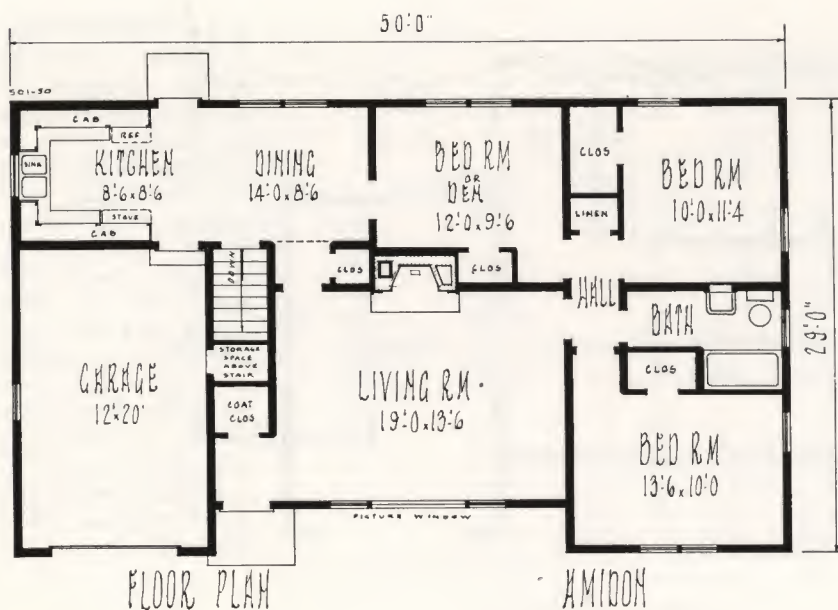 50'0"
501-50
CAB
REF
SINK
KITCHEN
8'6 x 8'6
STOVE
CAB
DINING
14'0 x 8'6
BED RM
OR
DEN
12'0 x 9'6
CLOS
LINEN
BED RM
10'0 x 11'4
DOWN
CLOS
CLOS
HALL
BATH
29'0"
GARAGE
12' x 20'
STORAGE
SPACE
ABOVE
STAIR
COAT
CLOS
LIVING RM.
19'0 x 13'6
CLOS
BED RM
13'6 x 10'0
PICTURE WINDOW
FLOOR PLAN
AMIDON